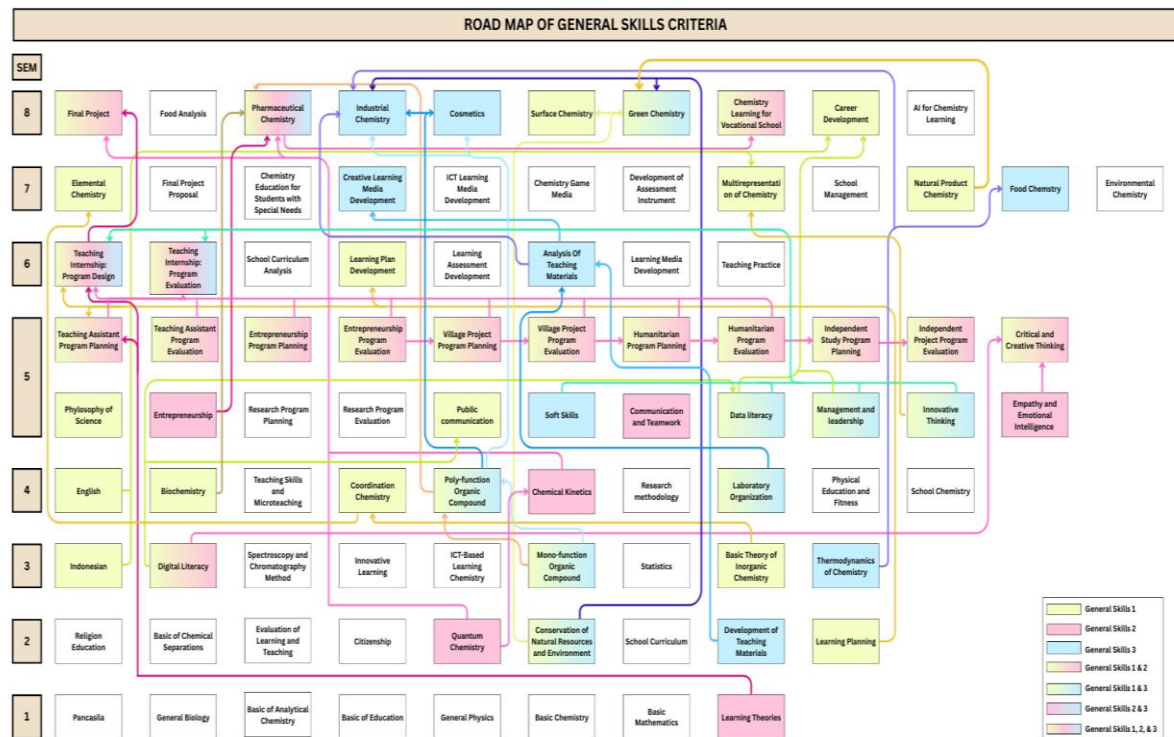 ROAD MAP OF GENERAL SKILLS CRITERIA
SEM
8
Final Project
Food Analysis
Pharmaceutical
Chemistry
Industrial
Chemistry
Cosmetics
Surface Chemistry
Green Chemistry
Chemistry
Learning for
Vocational School
Career
Development
AI for Chemistry
Learning
7
Elemental
Chemistry
Final Project
Proposal
Chemistry
Education for
Students with
Special Needs
Creative Learning
Media
Development
ICT Learning
Media
Development
Chemistry Game
Media
Development of
Assessment
Instrument
Multirepresentati
on of Chemistry
School
Management
Natural Product
Chemistry
Food Chemstry
Environmental
Chemistry
6
Teaching
Internship:
Program Design
Teaching
Internship:
Program
Evaluation
School Curriculum
Analysis
Learning Plan
Development
Learning
Assessment
Development
Analysis Of
Teaching
Materials
Learning Media
Development
Teaching Practice
5
Teaching Assistant
Program Planning
Teaching Assistant
Program
Evaluation
Entrepreneurship
Program Planning
Entrepreneurship
Program
Evaluation
Village Project
Program Planning
Village Project
Program
Evaluation
Humanitarian
Program Planning
Humanitarian
Program
Evaluation
Independent
Study Program
Planning
Independent
Project Program
Evaluation
Critical and
Creative Thinking
Phylosophy of
Science
Entrepreneurship
Research Program
Planning
Research Program
Evaluation
Public
communication
Soft Skills
Communication
and Teamwork
Data literacy
Management and
leadership
Innovative
Thinking
Empathy and
Emotional
Intelligence
4
English
Biochemistry
Teaching Skills
and
Microteaching
Coordination
Chemistry
Poly-function
Organic
Compound
Chemical Kinetics
Research
methodology
Laboratory
Organization
Physical
Education and
Fitness
School Chemistry
3
Indonesian
Digital Literacy
Spectroscopy and
Chromatography
Method
Innovative
Learning
ICT-Based
Learning
Chemistry
Mono-function
Organic
Compound
Statistics
Basic Theory of
Inorganic
Chemistry
Thermodynamics
of Chemistry
2
Religion
Education
Basic of Chemical
Separations
Evaluation of
Learning and
Teaching
Citizenship
Quantum
Chemistry
Conservation of
Natural Resources
and Environment
School Curriculum
Development of
Teaching
Materials
Learning Planning
1
Pancasila
General Biology
Basic of Analytical
Chemistry
Basic of Education
General Physics
Basic Chemistry
Basic
Mathematics
Learning Theories
General Skills 1
General Skills 2
General Skills 3
General Skills 1 & 2
General Skills 1 & 3
General Skills 2 & 3
General Skills 1, 2, & 3